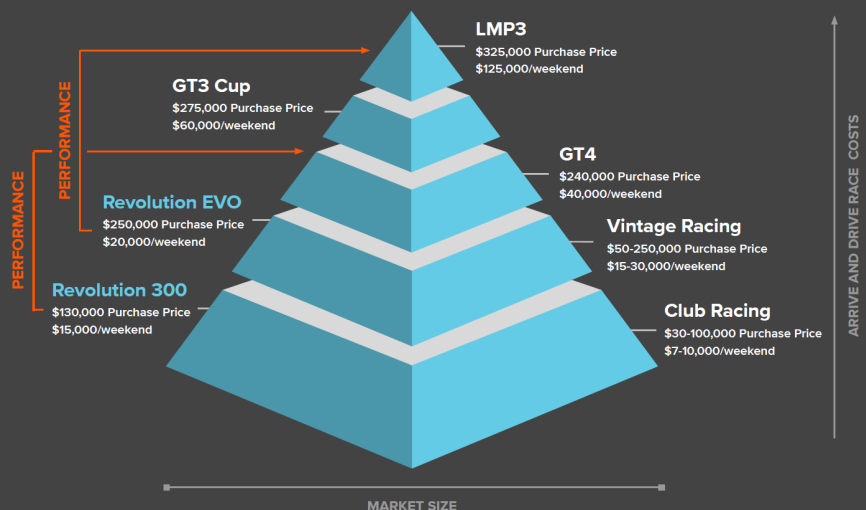 LMP3
$325,000 Purchase Price
$125,000/weekend
GT3 Cup
$275,000 Purchase Price
$60,000/weekend
GT4
$240,000 Purchase Price
$40,000/weekend
Revolution EVO
$250,000 Purchase Price
$20,000/weekend
Vintage Racing
$50-250,000 Purchase Price
$15-30,000/weekend
Revolution 300
$130,000 Purchase Price
$15,000/weekend
Club Racing
$30-100,000 Purchase Price
$7-10,000/weekend
PERFORMANCE
PERFORMANCE
ARRIVE AND DRIVE RACE COSTS
MARKET SIZE